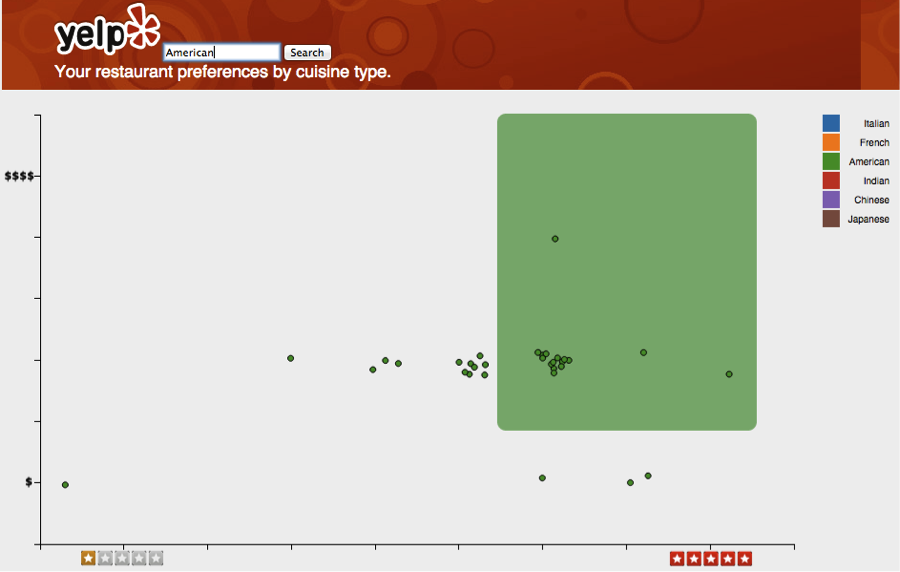 yelp
American
Search
Your restaurant preferences by cuisine type.
Italian
French
American
Indian
Chinese
Japanese
$$$$
$